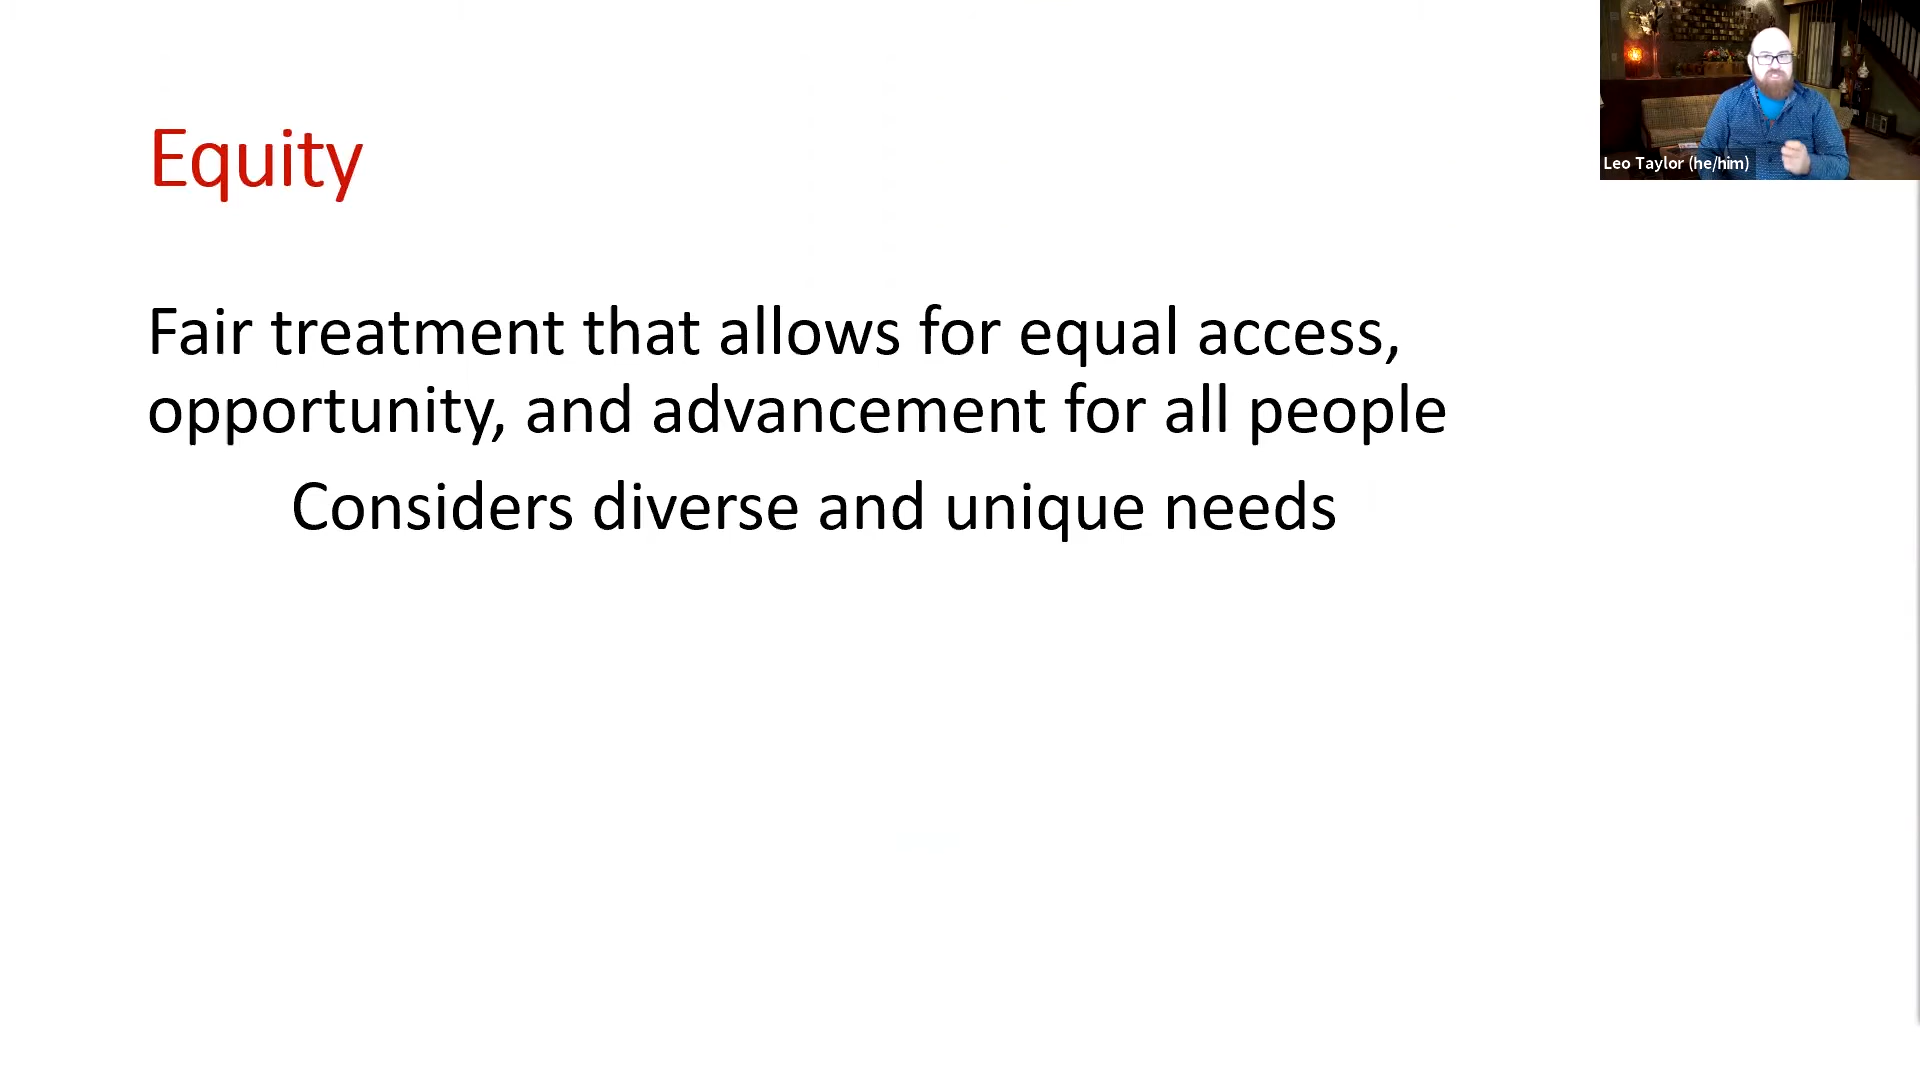 Equity
Leo Taylor (he/him)
Fair treatment that allows for equal access,
opportunity, and advancement for all people
Considers diverse and unique needs